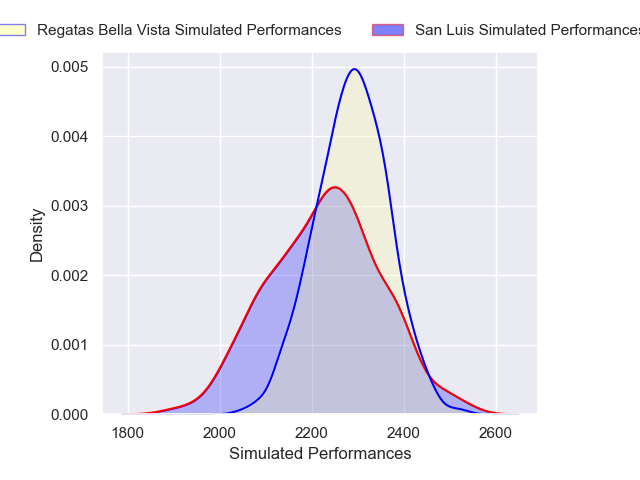 Regatas Bella Vista Simulated Performances San Luis Simulated Performances
0.005
0.004
0.003
0.002
0.001
0.000
Density
1800 2000 2200 2400 2600
Simulated Performances